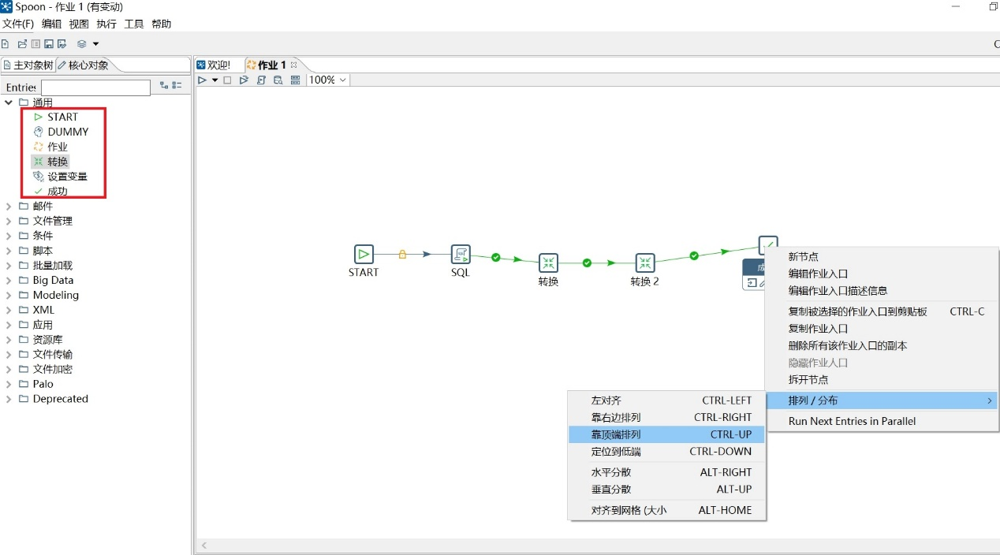 Spoon - 作业 1 (有变动)
文件(F) 编辑 视图 执行 工具 帮助
主对象树 核心对象
欢迎! 作业 1
Entries
100%
通用
START
DUMMY
作业
转换
设置变量
成功
邮件
文件管理
条件
脚本
批量加载
Big Data
Modeling
XML
应用
资源库
文件传输
文件加密
Palo
Deprecated
START
SQL
转换
转换 2
新节点
编辑作业入口
编辑作业入口描述信息
复制被选择的作业入口到剪贴板 CTRL-C
复制作业入口
删除所有该作业入口的副本
隐藏作业人口
拆开节点
排列 / 分布
Run Next Entries in Parallel
左对齐 CTRL-LEFT
靠右边排列 CTRL-RIGHT
靠顶端排列 CTRL-UP
定位到低端 CTRL-DOWN
水平分散 ALT-RIGHT
垂直分散 ALT-UP
对齐到网格 (大小 ALT-HOME